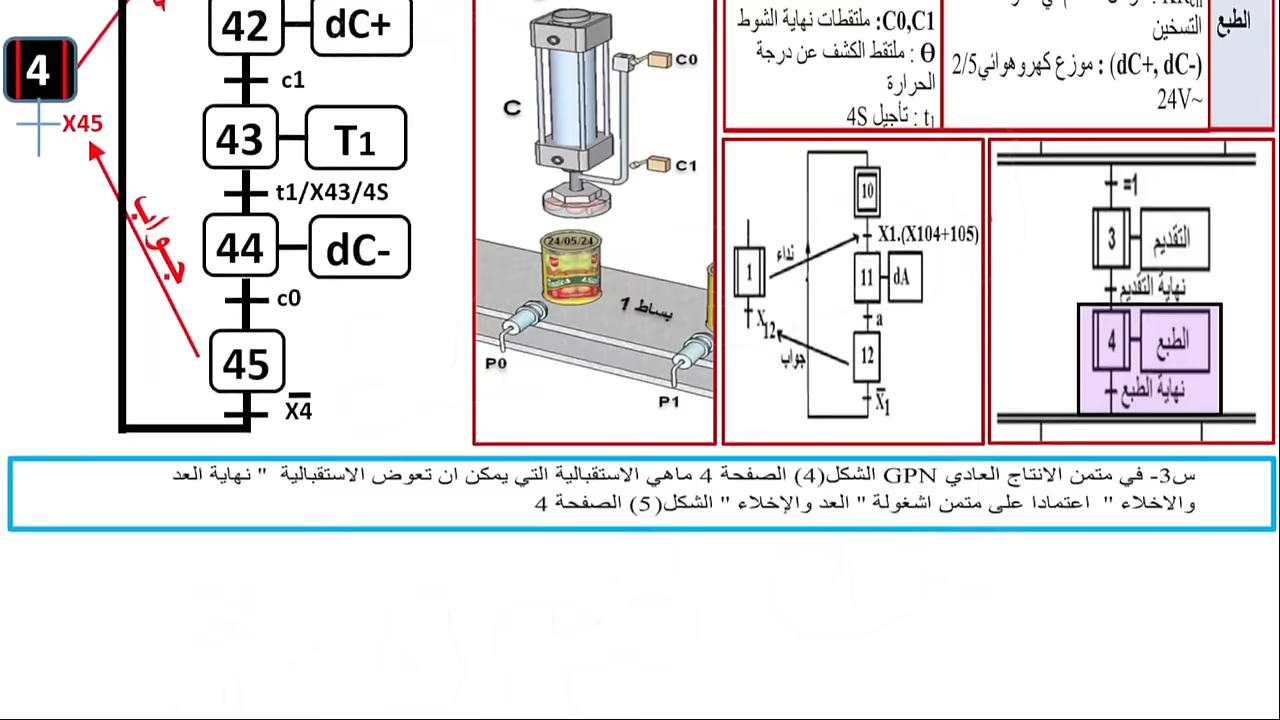 42
dC+
c1
4
X45
43
T1
t1/X43/4S
44
dC-
جواب
c0
45
X̅4̅
C
C0
C1
24/05/24
بساط 1
P0
P1
C0,C1: ملتقطات نهاية الشوط
Θ : ملتقط الكشف عن درجة
الحرارة
t1 : تأجيل 4S
التسخين
(dC+, dC-) : موزع كهروهوائي2/5
24V~
الطبع
10
X1.(X104+105)
نداء
1
11
dA
X12
a
جواب
12
X̅1
=1
3
التقديم
نهاية التقديم
4
الطبع
نهاية الطبع
س3- في متمن الانتاج العادي GPN الشكل(4) الصفحة 4 ماهي الاستقبالية التي يمكن ان تعوض الاستقبالية " نهاية العد
والاخلاء " اعتمادا على متمن اشغولة " العد والإخلاء " الشكل(5) الصفحة 4